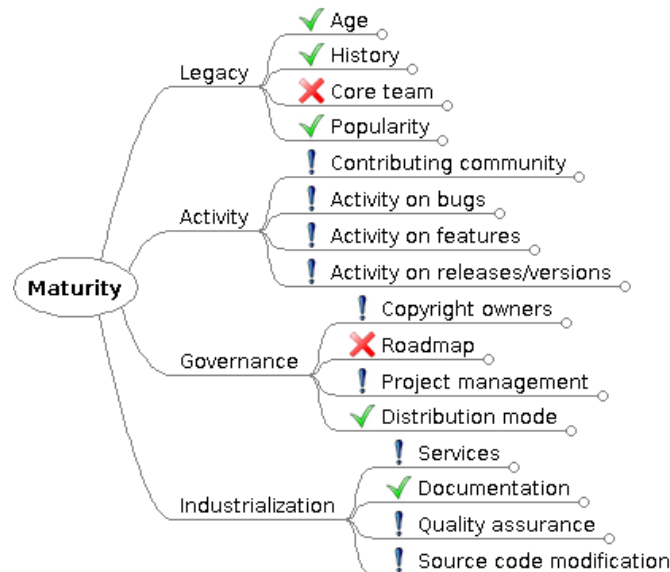 Age
History
Legacy
Core team
Popularity
Contributing community
Activity on bugs
Activity
Activity on features
Activity on releases/versions
Maturity
Copyright owners
Roadmap
Governance
Project management
Distribution mode
Services
Documentation
Industrialization
Quality assurance
Source code modification